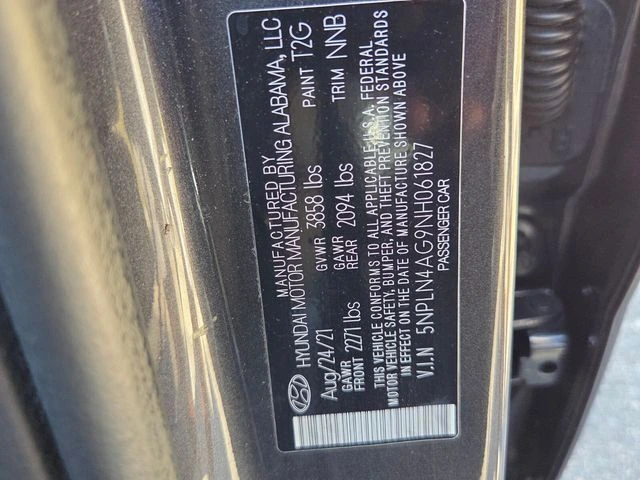 MANUFACTURED BY
HYUNDAI MOTOR MANUFACTURING ALABAMA, LLC
Aug/24/21 GVWR 3858 lbs PAINT T2G
GAWR FRONT 2271 lbs GAWR REAR 2094 lbs TRIM NNB
THIS VEHICLE CONFORMS TO ALL APPLICABLE U.S.A. FEDERAL
MOTOR VEHICLE SAFETY, BUMPER, AND THEFT PREVENTION STANDARDS
IN EFFECT ON THE DATE OF MANUFACTURE SHOWN ABOVE
V.I.N 5NPLN4AG9NH061827
PASSENGER CAR